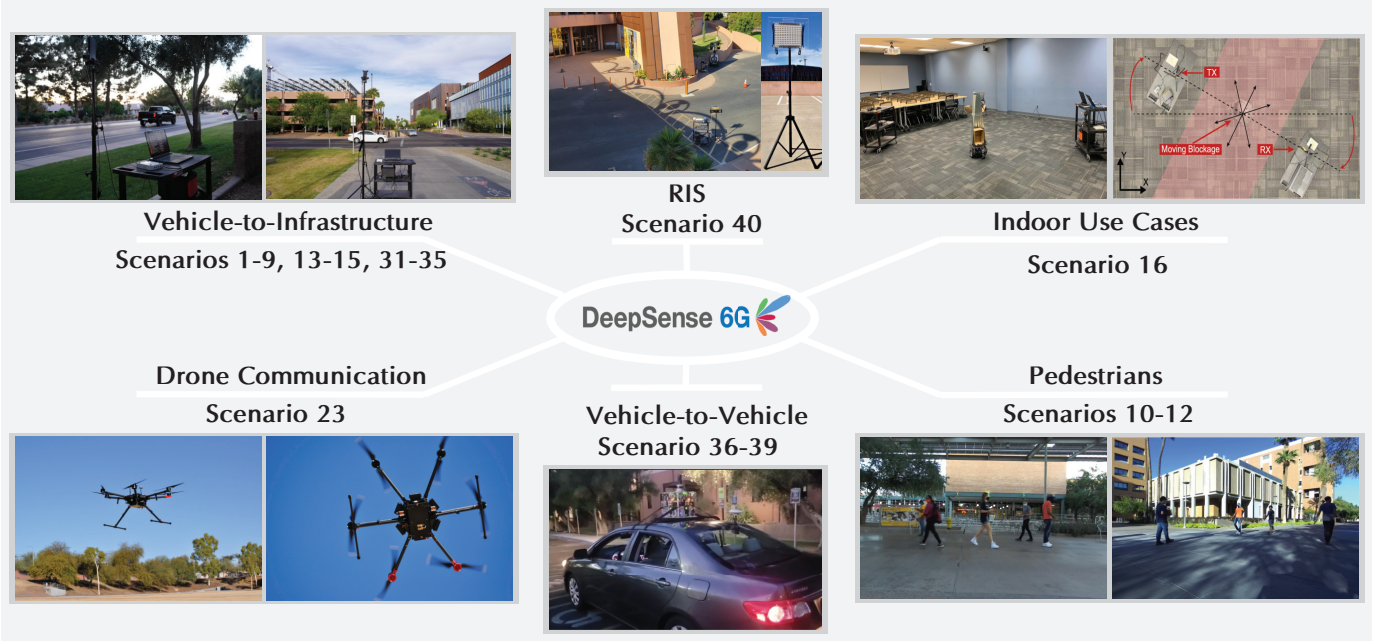 TX
Moving Blockage
RX
Y
X
Vehicle-to-Infrastructure
Scenarios 1-9, 13-15, 31-35
RIS
Scenario 40
Indoor Use Cases
Scenario 16
DeepSense 6G
Drone Communication
Scenario 23
Vehicle-to-Vehicle
Scenario 36-39
Pedestrians
Scenarios 10-12